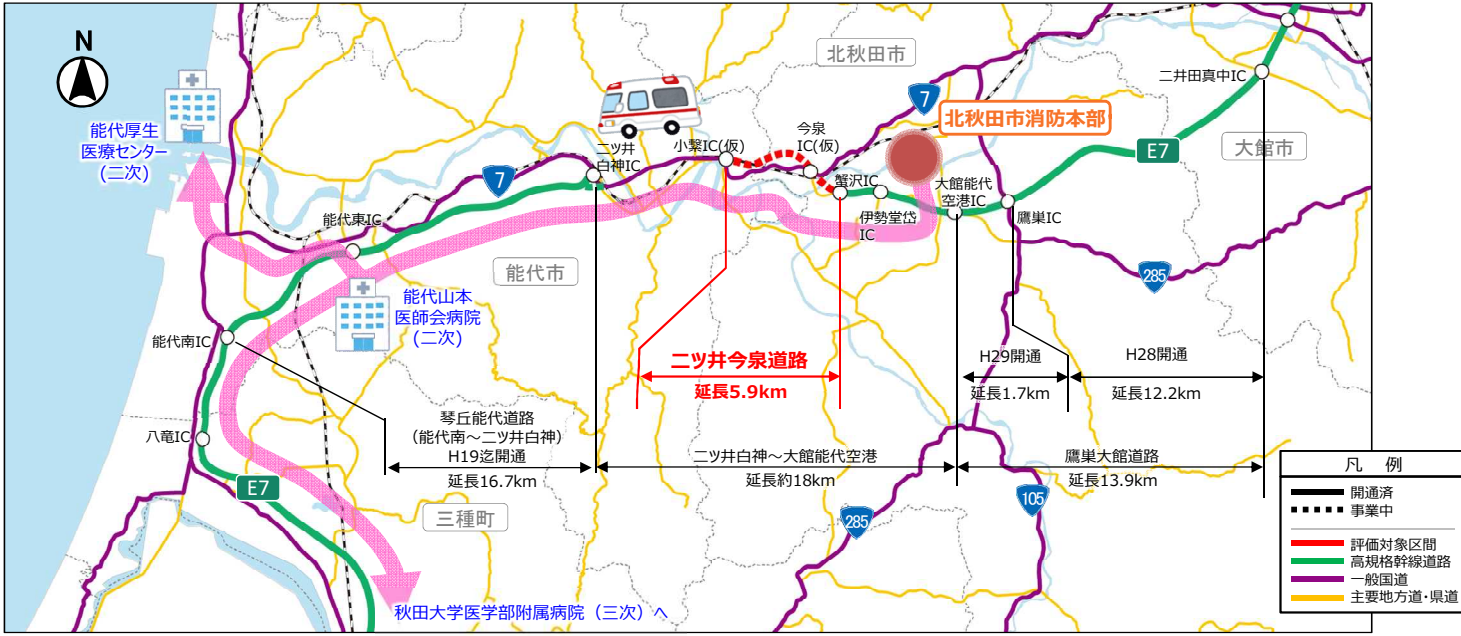 N
北秋田市
二井田真中IC
7
北秋田市消防本部
能代厚生
医療センター
(二次)
小繋IC(仮)
今泉
IC(仮)
E7
大館市
二ツ井
白神IC
7
蟹沢IC
大館能代
空港IC
鷹巣IC
伊勢堂岱
IC
能代東IC
能代市
285
能代山本
医師会病院
(二次)
能代南IC
二ツ井今泉道路
延長5.9km
H29開通
延長1.7km
H28開通
延長12.2km
琴丘能代道路
(能代南～二ツ井白神)
H19迄開通
延長16.7km
八竜IC
二ツ井白神～大館能代空港
延長約18km
鷹巣大館道路
延長13.9km
E7
三種町
285
105
秋田大学医学部附属病院（三次）へ
凡 例
開通済
事業中
評価対象区間
高規格幹線道路
一般国道
主要地方道・県道